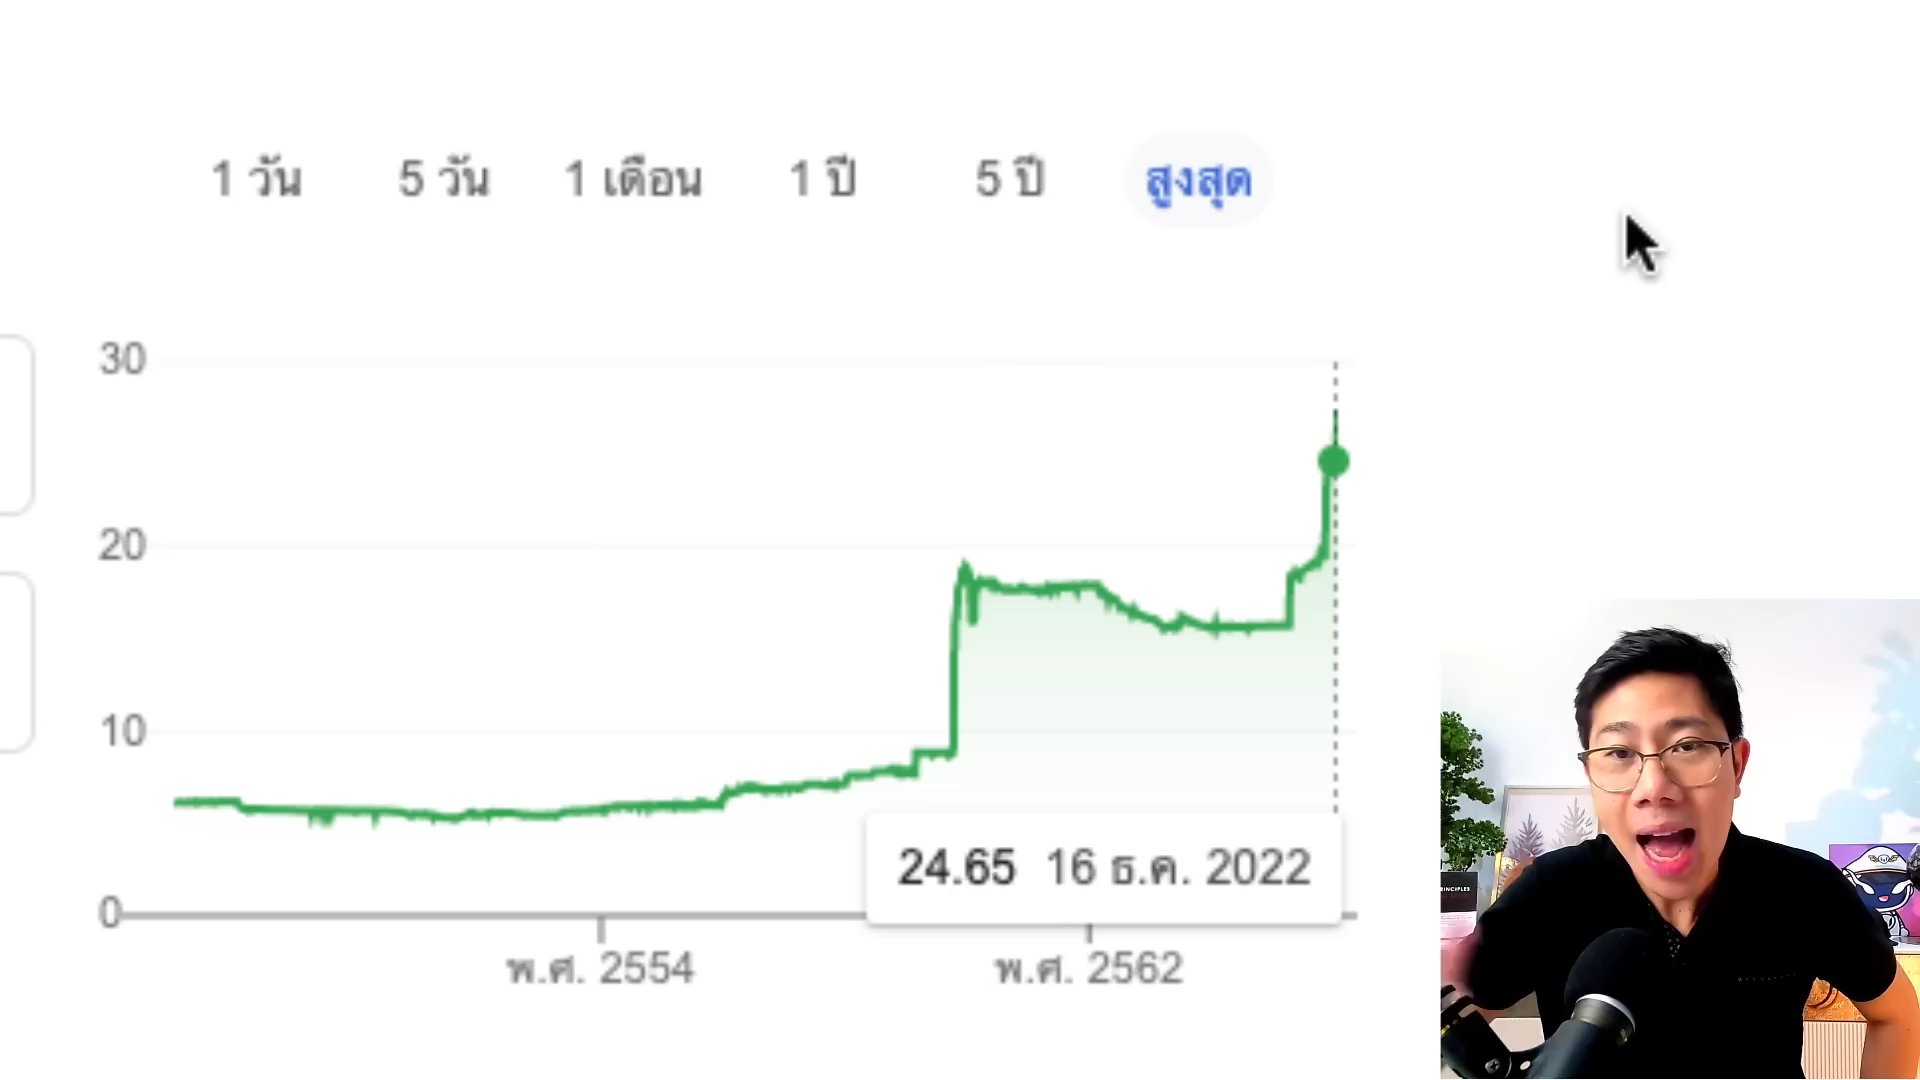 1 วัน 5 วัน 1 เดือน 1 ปี 5 ปี สูงสุด
30
20
10
0
24.65 16 ธ.ค. 2022
พ.ศ. 2554 พ.ศ. 2562
RINCIPLES